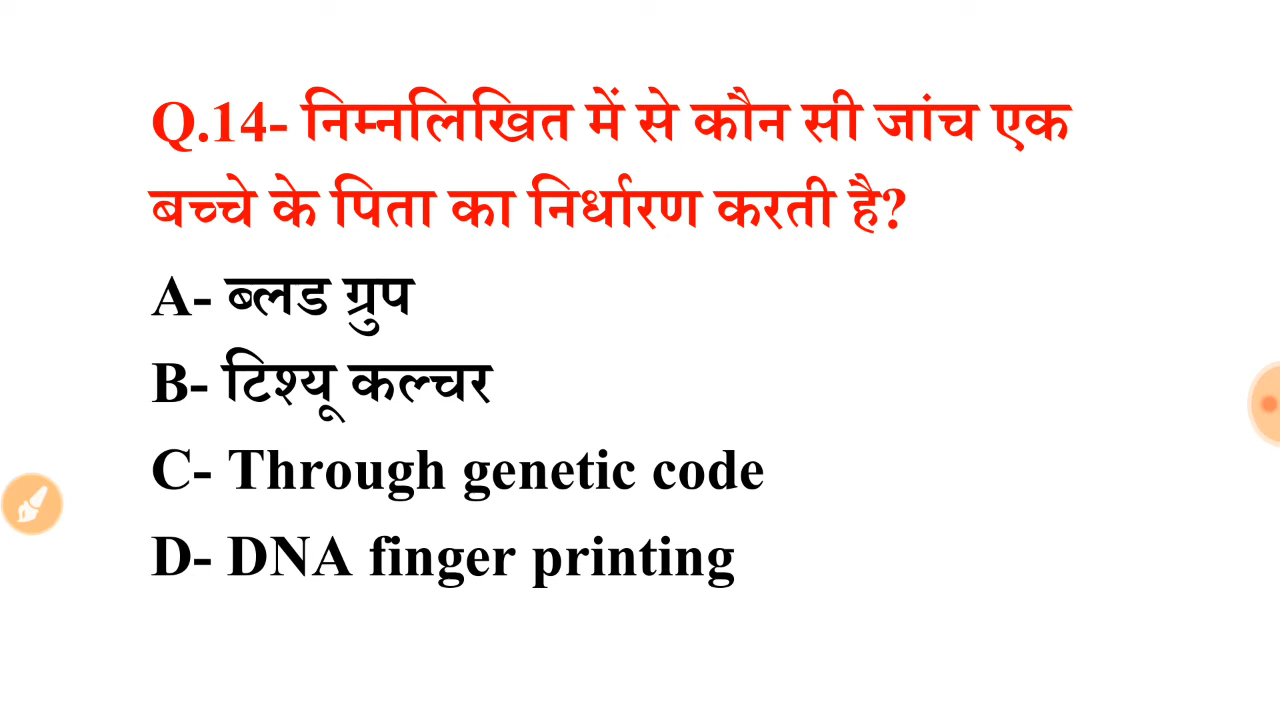 Q.14- निम्नलिखित में से कौन सी जांच एक
बच्चे के पिता का निर्धारण करती है?
A- ब्लड ग्रुप
B- टिश्यू कल्चर
C- Through genetic code
D- DNA finger printing